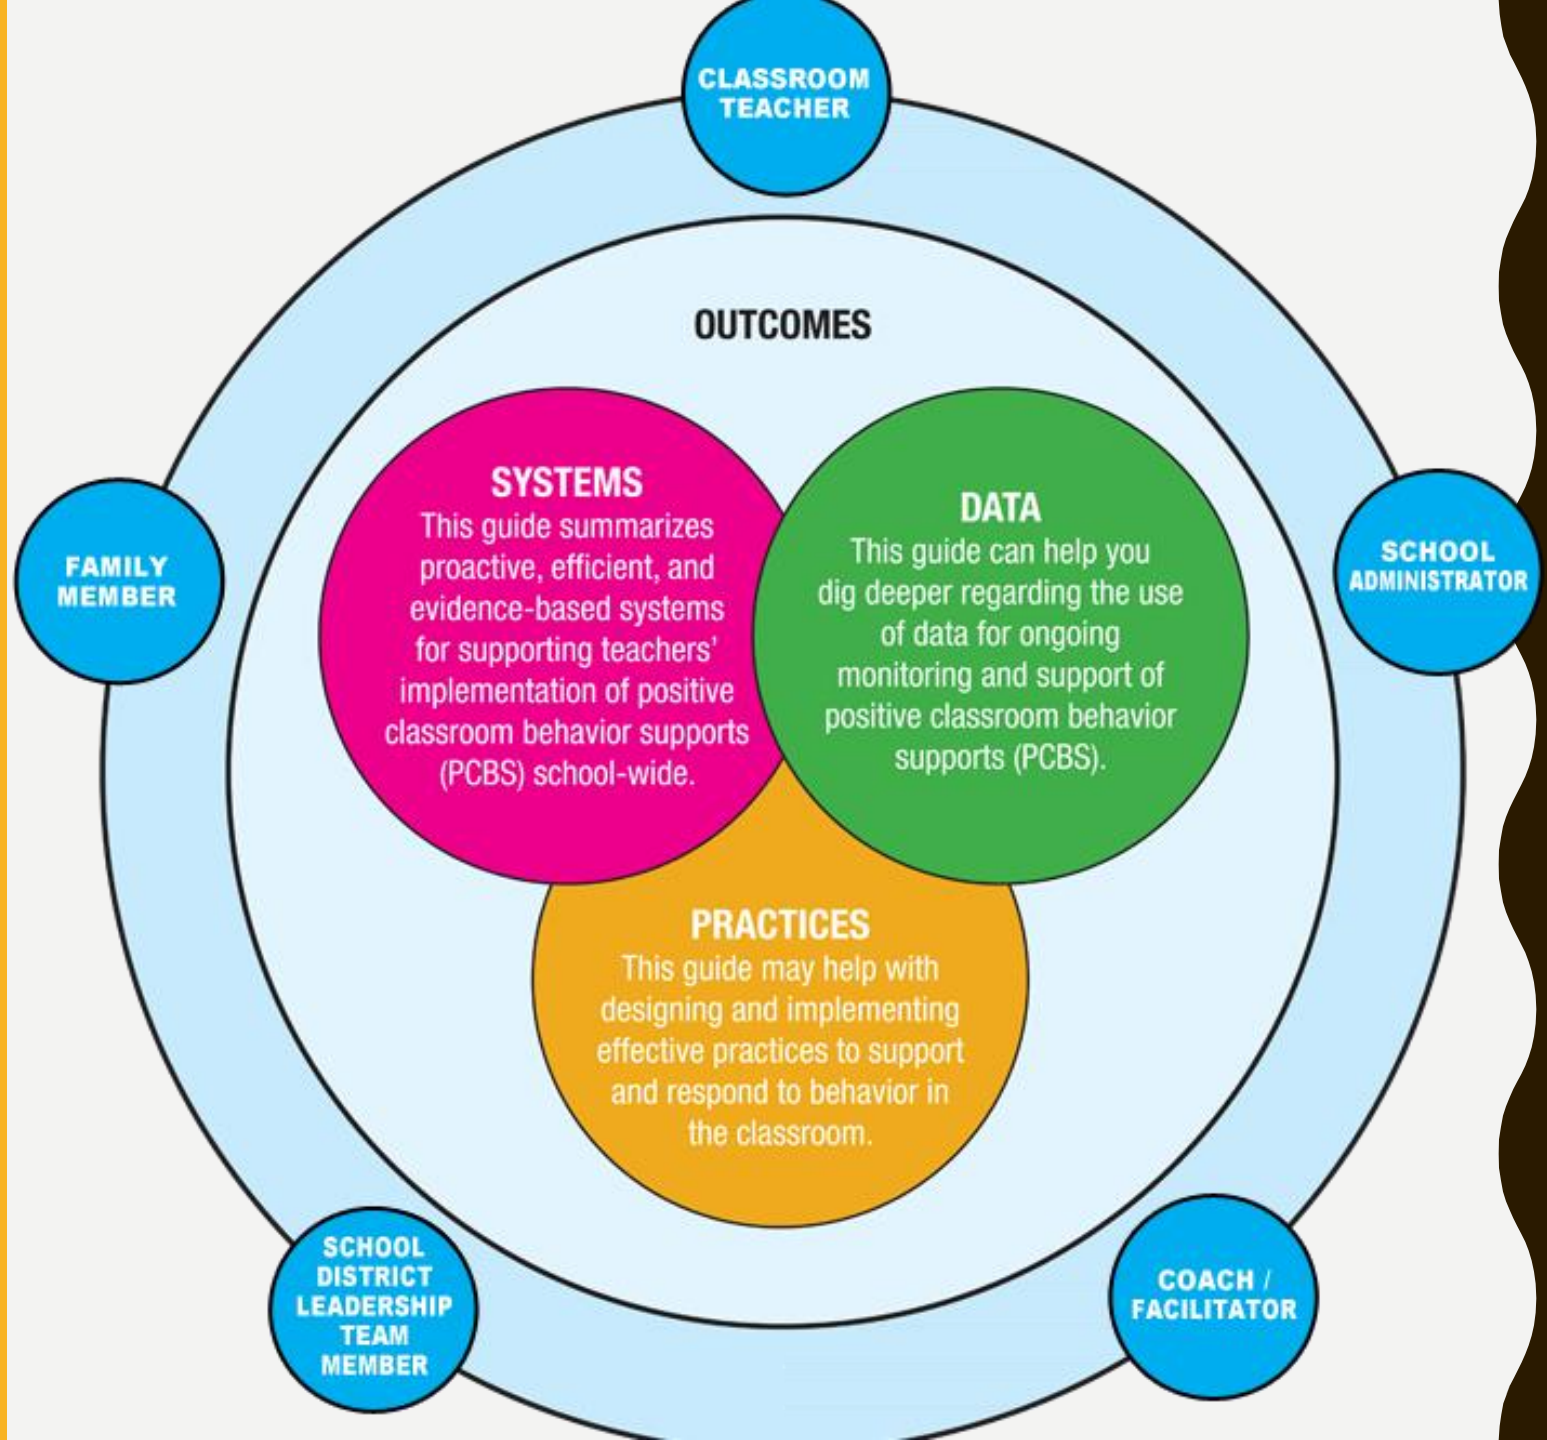 CLASSROOM
TEACHER
OUTCOMES
SYSTEMS
This guide summarizes
proactive, efficient, and
evidence-based systems
for supporting teachers’
implementation of positive
classroom behavior supports
(PCBS) school-wide.
DATA
This guide can help you
dig deeper regarding the use
of data for ongoing
monitoring and support of
positive classroom behavior
supports (PCBS).
FAMILY
MEMBER
SCHOOL
ADMINISTRATOR
PRACTICES
This guide may help with
designing and implementing
effective practices to support
and respond to behavior in
the classroom.
SCHOOL
DISTRICT
LEADERSHIP
TEAM
MEMBER
COACH /
FACILITATOR